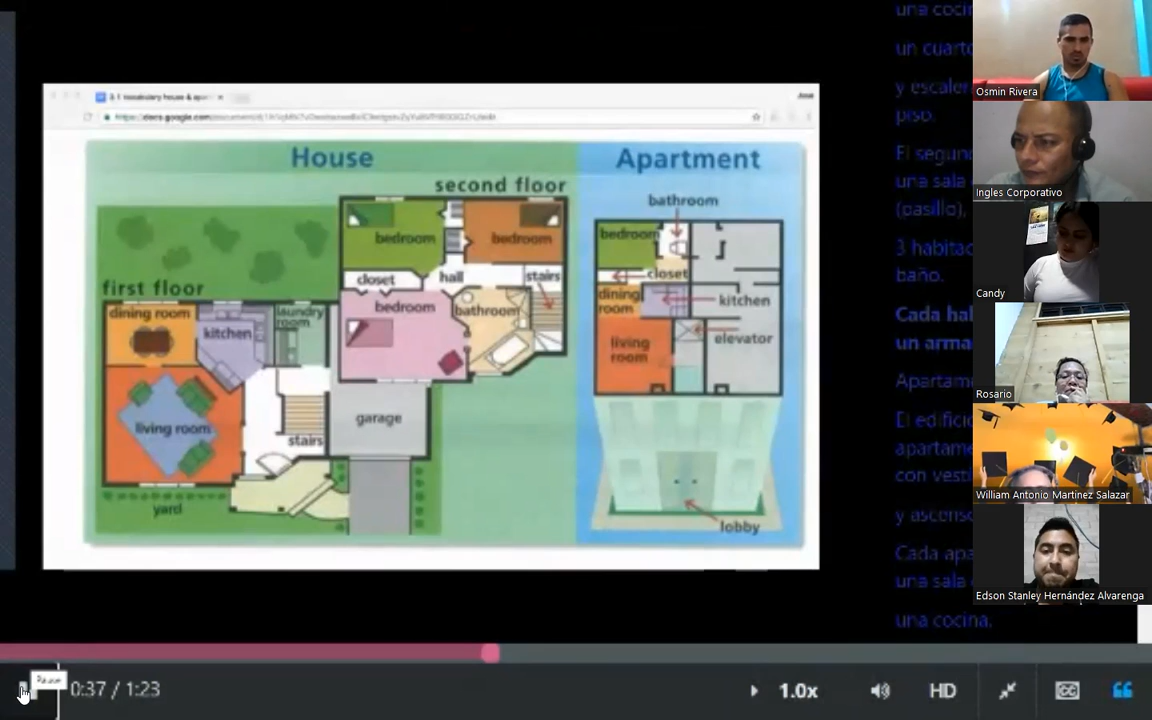 House
Apartment
second floor
bathroom
bedroom
bedroom
bedroom
closet
hall
stairs
closet
first floor
dining room
kitchen
laundry
room
bedroom
bathroom
dining
room
kitchen
living
room
elevator
living room
stairs
garage
yard
lobby
una cocin
un cuarto
y escaler
piso.
El segun
una sala
(pasillo),
3 habitac
baño.
Cada hal
un arma
Apartam
El edificio
apartame
con vesti
y ascens
Cada apa
una sala
una cocina.
Osmin Rivera
Ingles Corporativo
Candy
Rosario
William Antonio Martinez Salazar
Edson Stanley Hernández Alvarenga
Pause
0:37 / 1:23
1.0x
HD
CC